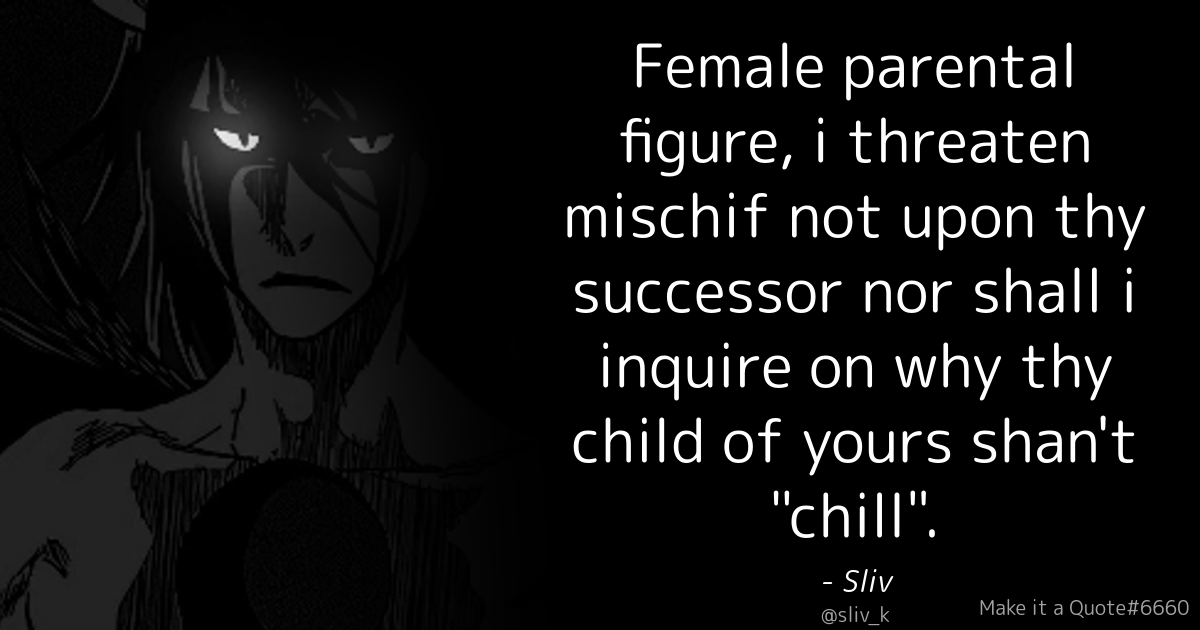 Female parental
figure, i threaten
mischif not upon thy
successor nor shall i
inquire on why thy
child of yours shan't
"chill".
- Sliv
@sliv_k
Make it a Quote#6660